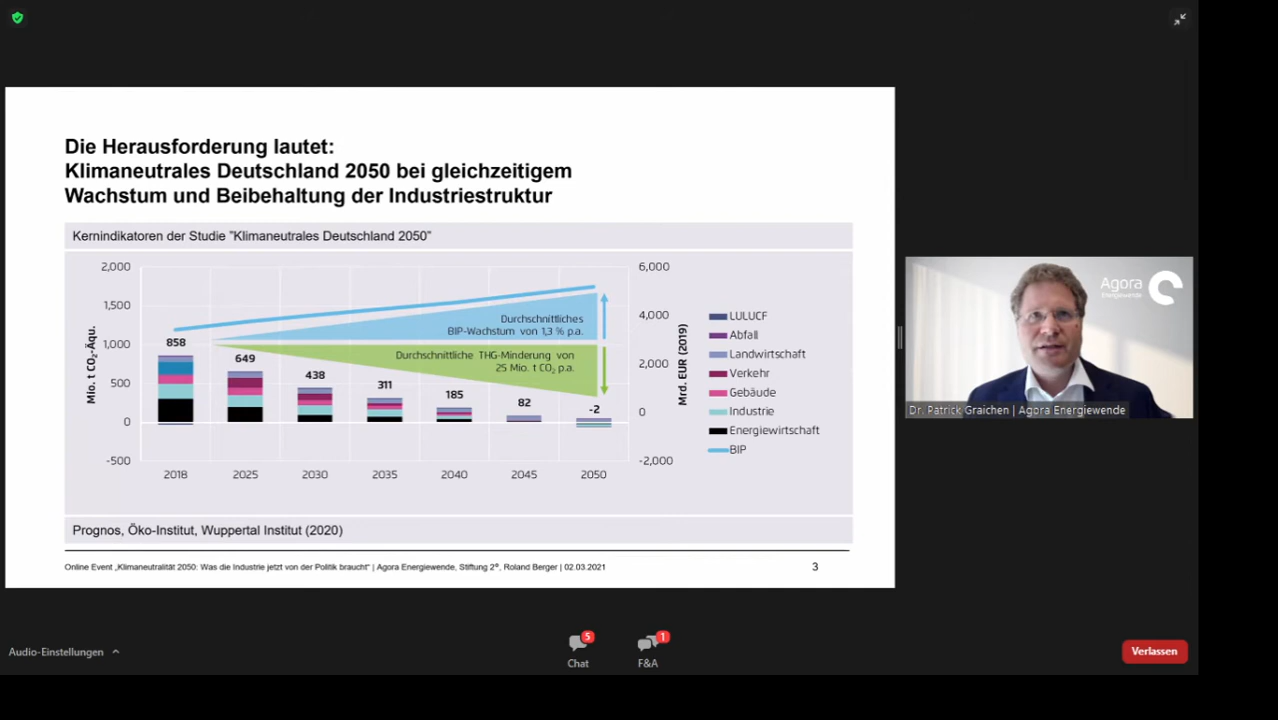 Die Herausforderung lautet:
Klimaneutrales Deutschland 2050 bei gleichzeitigem
Wachstum und Beibehaltung der Industriestruktur
Kernindikatoren der Studie ”Klimaneutrales Deutschland 2050”
Mio. t CO₂-Äqu.
2,000
1,500
1,000
500
0
-500
858
649
438
311
185
82
-2
Durchschnittliches
BIP-Wachstum von 1,3 % p.a.
Durchschnittliche THG-Minderung von
25 Mio. t CO₂ p.a.
2018
2025
2030
2035
2040
2045
2050
6,000
4,000
2,000
0
-2,000
Mrd. EUR (2019)
LULUCF
Abfall
Landwirtschaft
Verkehr
Gebäude
Industrie
Energiewirtschaft
BIP
Prognos, Öko-Institut, Wuppertal Institut (2020)
Online Event „Klimaneutralität 2050: Was die Industrie jetzt von der Politik braucht“ | Agora Energiewende, Stiftung 2°, Roland Berger | 02.03.2021
3
Agora
Energiewende
Dr. Patrick Graichen | Agora Energiewende
Audio-Einstellungen
5
Chat
1
F&A
Verlassen